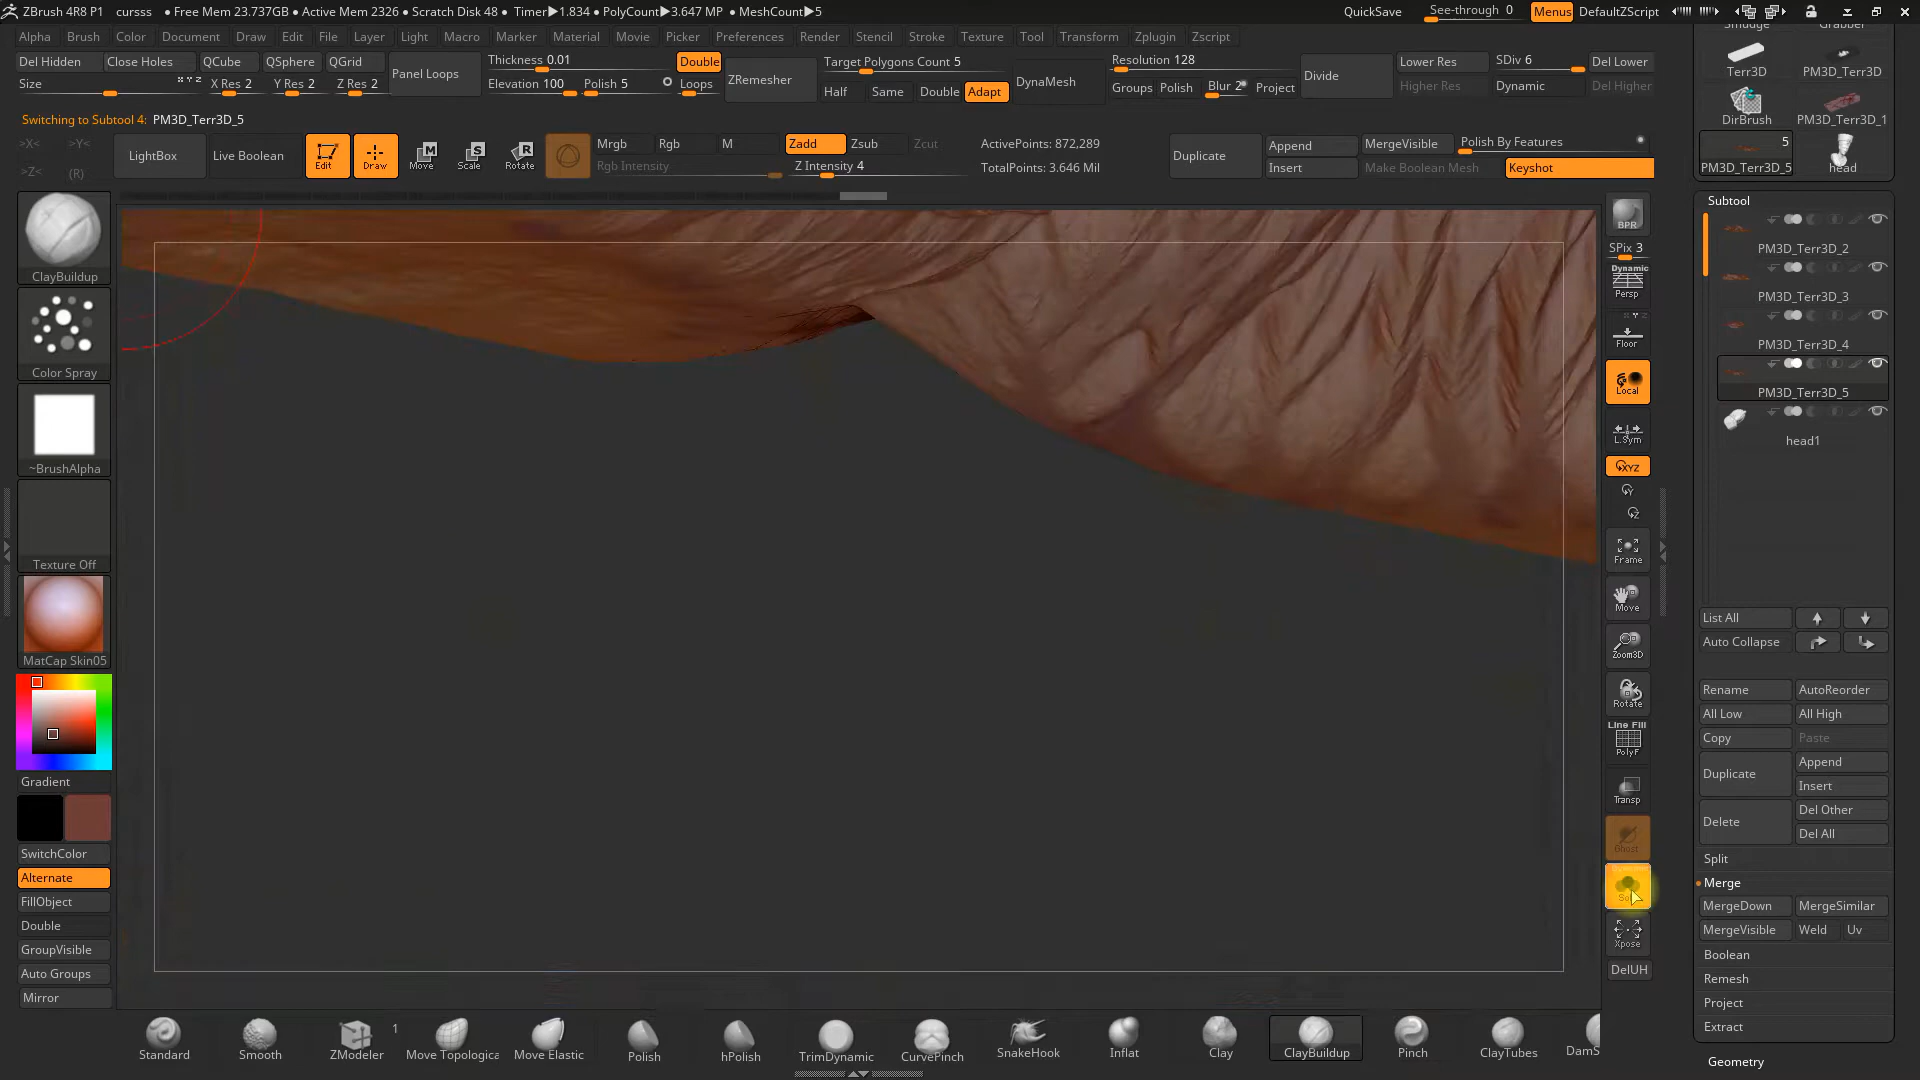 ZBrush 4R8 P1 cursss ● Free Mem 23.737GB ● Active Mem 2326 ● Scratch Disk 48 ● Timer▶1.834 ● PolyCount▶3.647 MP ● MeshCount▶5 QuickSave See-through 0 Menus DefaultZScript
Alpha Brush Color Document Draw Edit File Layer Light Macro Marker Material Movie Picker Preferences Render Stencil Stroke Texture Tool Transform Zplugin Zscript
Del Hidden Close Holes QCube QSphere QGrid Panel Loops Thickness 0.01 Double ZRemesher Target Polygons Count 5 DynaMesh Resolution 128 Divide Lower Res SDiv 6 Del Lower
Size X Res 2 Y Res 2 Z Res 2 Elevation 100 Polish 5 Loops Half Same Double Adapt Groups Polish Blur 2 Project Higher Res Dynamic Del Higher
Switching to Subtool 4: PM3D_Terr3D_5
>X< >Y< LightBox Live Boolean Edit Draw Move Scale Rotate Mrgb Rgb M Zadd Zsub Zcut ActivePoints: 872,289 Duplicate Append MergeVisible Polish By Features
>Z< (R) Rgb Intensity Z Intensity 4 TotalPoints: 3.646 Mil Insert Make Boolean Mesh Keyshot
ClayBuildup
Color Spray
~BrushAlpha
Texture Off
MatCap Skin05
Gradient
SwitchColor
Alternate
FillObject
Double
GroupVisible
Auto Groups
Mirror
BPR
SPix 3
Dynamic
Persp
Floor
Local
L.Sym
XYZ
Y
Z
Frame
Move
Zoom3D
Rotate
Line Fill
PolyF
Transp
Ghost
Xpose
DelUH
Terr3D PM3D_Terr3D
DirBrush PM3D_Terr3D_1
5
PM3D_Terr3D_5 head
Subtool
PM3D_Terr3D_2
PM3D_Terr3D_3
PM3D_Terr3D_4
PM3D_Terr3D_5
head1
List All
Auto Collapse
Rename AutoReorder
All Low All High
Copy Paste
Duplicate Append
Insert
Delete Del Other
Del All
Split
Merge
MergeDown MergeSimilar
MergeVisible Weld Uv
Boolean
Remesh
Project
Extract
Geometry
Standard Smooth ZModeler 1 Move Topologica Move Elastic Polish hPolish TrimDynamic CurvePinch SnakeHook Inflat Clay ClayBuildup Pinch ClayTubes DamS